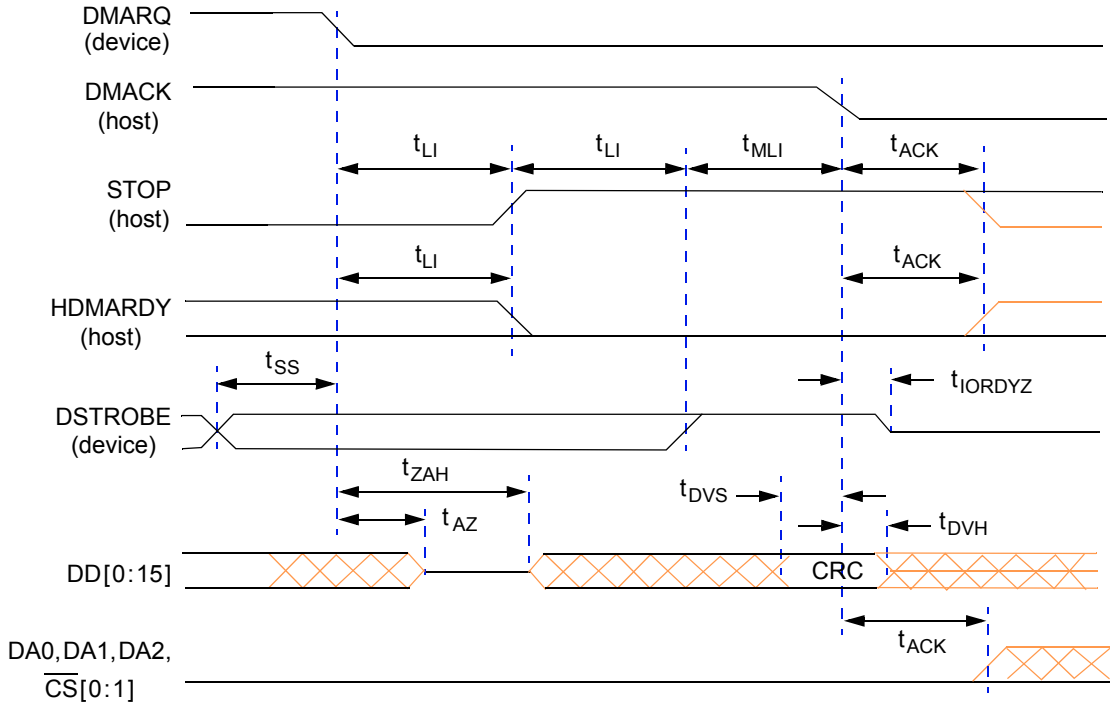 DMARQ
(device)
DMACK
(host)
tLI
tLI
tMLI
tACK
STOP
(host)
tLI
tACK
HDMARDY
(host)
tSS
tIORDYZ
DSTROBE
(device)
tZAH
tDVS
tAZ
tDVH
DD[0:15]
CRC
tACK
DA0,DA1,DA2,
CS[0:1]